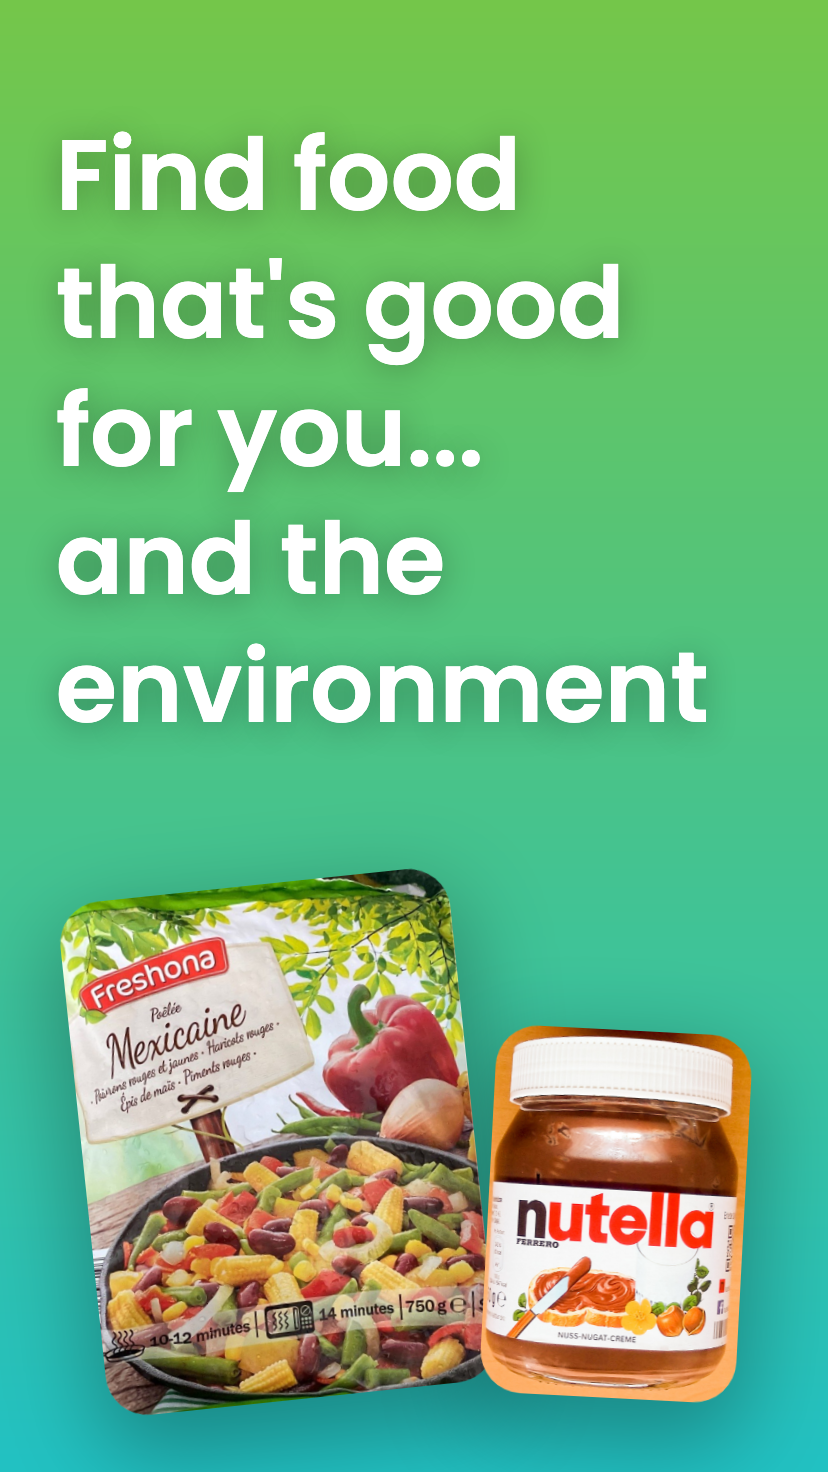 Find food
that's good
for you...
and the
environment
Freshona
Poêlée
Mexicaine
· Poivrons rouges et jaunes · Haricots rouges ·
Épis de maïs · Piments rouges ·
10-12 minutes
14 minutes
750 g e
nutella
FERRERO
NUSS-NUGAT-CREME